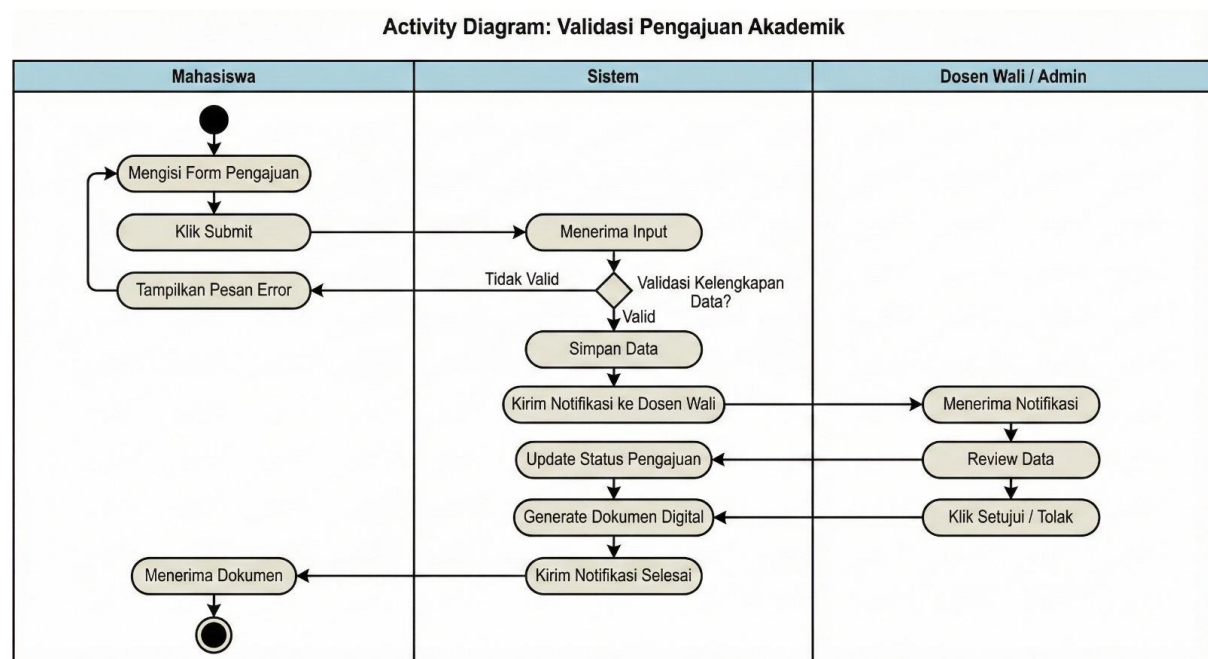 Activity Diagram: Validasi Pengajuan Akademik
Mahasiswa
Sistem
Dosen Wali / Admin
Mengisi Form Pengajuan
Klik Submit
Menerima Input
Tampilkan Pesan Error
Tidak Valid
Validasi Kelengkapan
Data?
Valid
Simpan Data
Kirim Notifikasi ke Dosen Wali
Menerima Notifikasi
Update Status Pengajuan
Review Data
Generate Dokumen Digital
Klik Setujui / Tolak
Menerima Dokumen
Kirim Notifikasi Selesai